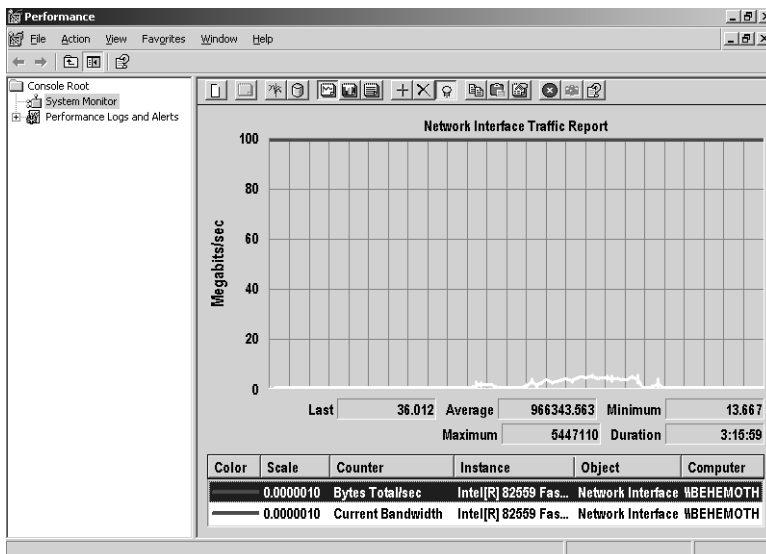 Performance
File Action View Favorites Window Help
Console Root
System Monitor
Performance Logs and Alerts
Network Interface Traffic Report
100
80
60
40
20
0
Megabits/sec
Last 36.012 Average 966343.563 Minimum 13.667
Maximum 5447110 Duration 3:15:59
Color Scale Counter Instance Object Computer
0.0000010 Bytes Total/sec Intel[R] 82559 Fas... Network Interface \\BEHEMOTH
0.0000010 Current Bandwidth Intel[R] 82559 Fas... Network Interface \\BEHEMOTH